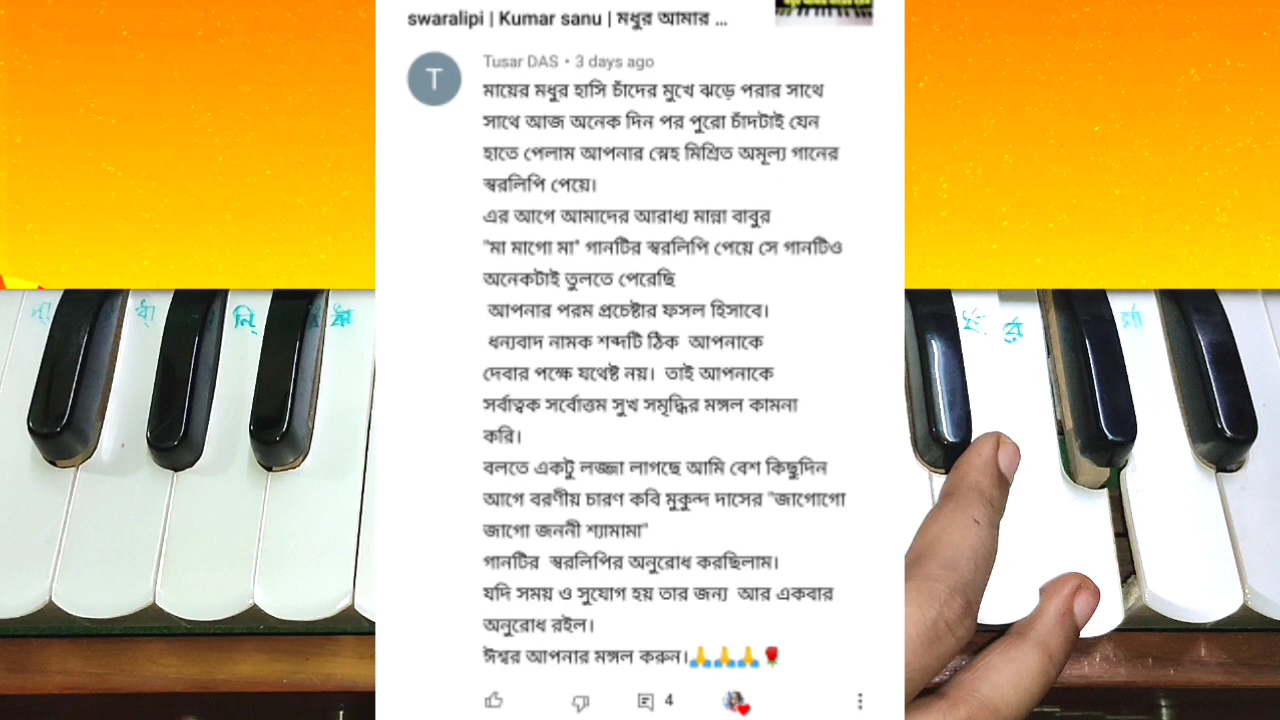 swaralipi | Kumar sanu | মধুর আমার ...
T
Tusar DAS • 3 days ago
মায়ের মধুর হাসি চাঁদের মুখে ঝড়ে পরার সাথে
সাথে আজ অনেক দিন পর পুরো চাঁদটাই যেন
হাতে পেলাম আপনার স্নেহ মিশ্রিত অমূল্য গানের
স্বরলিপি পেয়ে।
এর আগে আমাদের আরাধ্য মান্না বাবুর
"মা মাগো মা" গানটির স্বরলিপি পেয়ে সে গানটিও
অনেকটাই তুলতে পেরেছি
আপনার পরম প্রচেষ্টার ফসল হিসাবে।
ধন্যবাদ নামক শব্দটি ঠিক আপনাকে
দেবার পক্ষে যথেষ্ট নয়। তাই আপনাকে
সর্বাত্বক সর্বোত্তম সুখ সমৃদ্ধির মঙ্গল কামনা
করি।
বলতে একটু লজ্জা লাগছে আমি বেশ কিছুদিন
আগে বরণীয় চারণ কবি মুকুন্দ দাসের "জাগোগো
জাগো জননী শ্যামামা"
গানটির স্বরলিপির অনুরোধ করছিলাম।
যদি সময় ও সুযোগ হয় তার জন্য আর একবার
অনুরোধ রইল।
ঈশ্বর আপনার মঙ্গল করুন।🙏🙏🙏🌹
4
নি্
রে